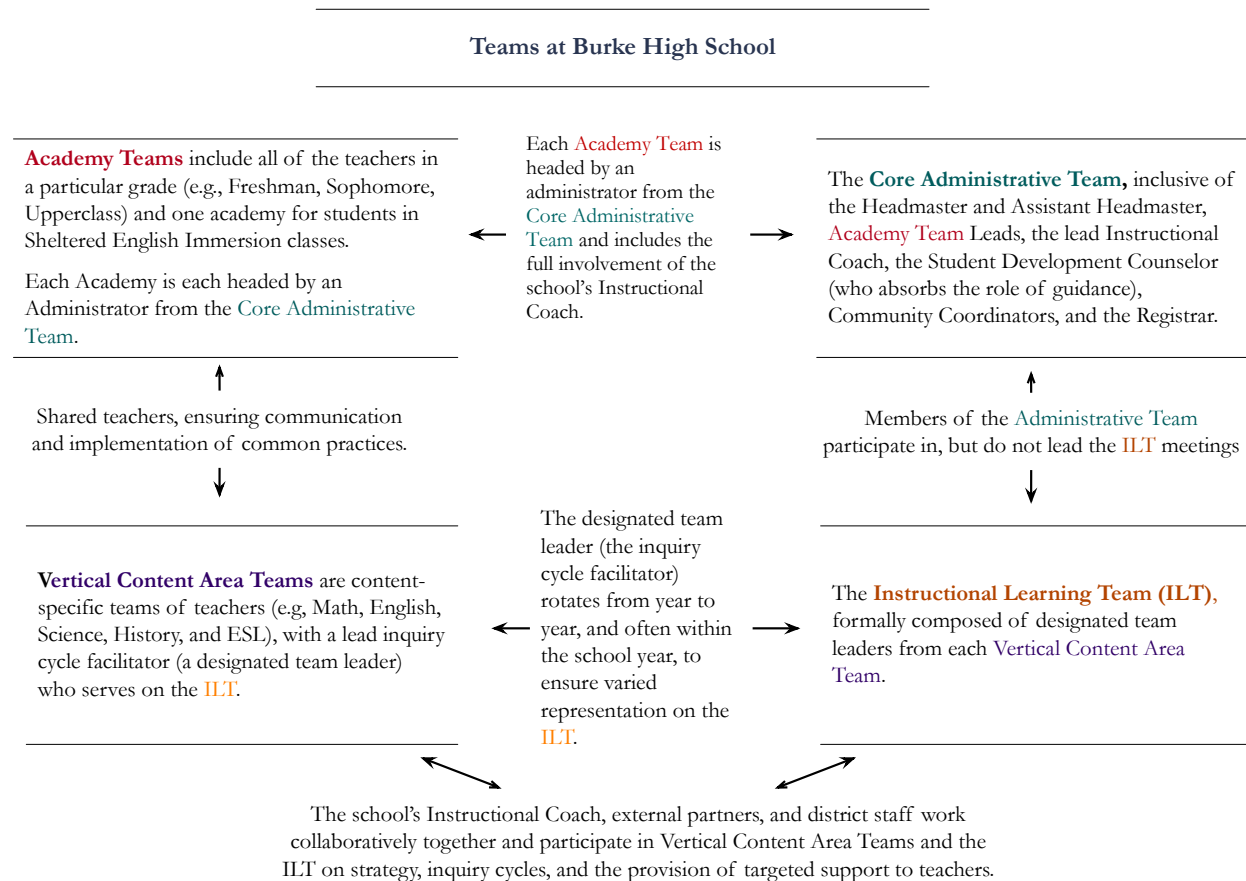 Teams at Burke High School
Academy Teams include all of the teachers in
a particular grade (e.g., Freshman, Sophomore,
Upperclass) and one academy for students in
Sheltered English Immersion classes.
Each Academy is each headed by an
Administrator from the Core Administrative
Team.
Each Academy Team is
headed by an
administrator from the
Core Administrative
Team and includes the
full involvement of the
school’s Instructional
Coach.
The Core Administrative Team, inclusive of
the Headmaster and Assistant Headmaster,
Academy Team Leads, the lead Instructional
Coach, the Student Development Counselor
(who absorbs the role of guidance),
Community Coordinators, and the Registrar.
Shared teachers, ensuring communication
and implementation of common practices.
Members of the Administrative Team
participate in, but do not lead the ILT meetings
Vertical Content Area Teams are content-
specific teams of teachers (e.g, Math, English,
Science, History, and ESL), with a lead inquiry
cycle facilitator (a designated team leader)
who serves on the ILT.
The designated team
leader (the inquiry
cycle facilitator)
rotates from year to
year, and often within
the school year, to
ensure varied
representation on the
ILT.
The Instructional Learning Team (ILT),
formally composed of designated team
leaders from each Vertical Content Area
Team.
The school’s Instructional Coach, external partners, and district staff work
collaboratively together and participate in Vertical Content Area Teams and the
ILT on strategy, inquiry cycles, and the provision of targeted support to teachers.